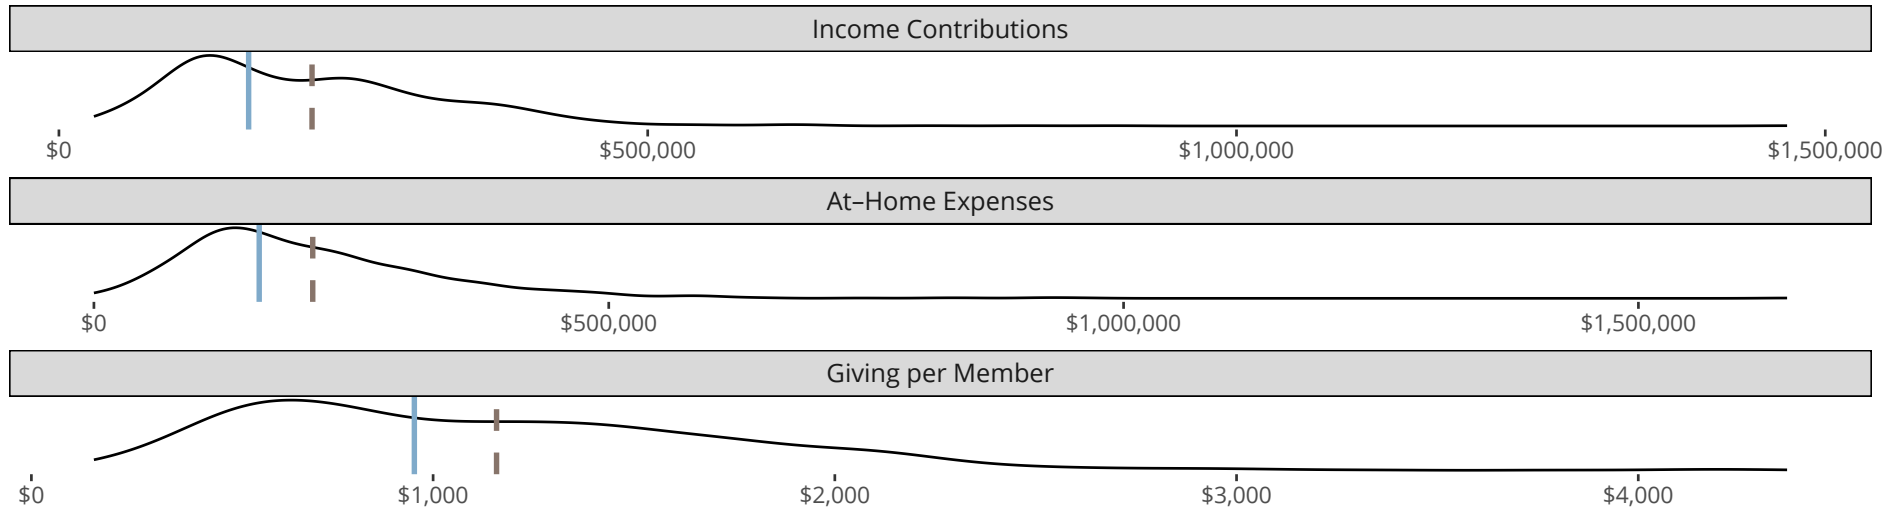 Income Contributions
$0 $500,000 $1,000,000 $1,500,000
At–Home Expenses
$0 $500,000 $1,000,000 $1,500,000
Giving per Member
$0 $1,000 $2,000 $3,000 $4,000